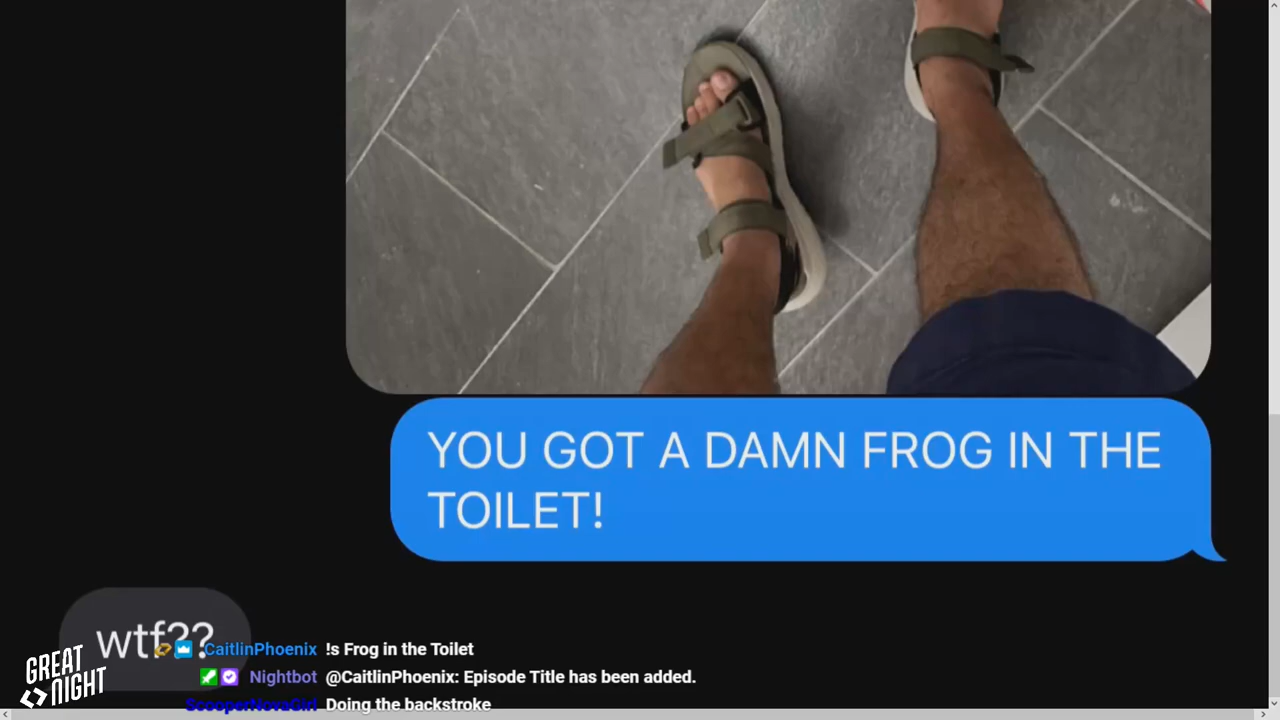 YOU GOT A DAMN FROG IN THE
TOILET!
wtf??
CaitlinPhoenix !s Frog in the Toilet
Nightbot @CaitlinPhoenix: Episode Title has been added.
ScooperNovaGirl Doing the backstroke
GREAT
NIGHT